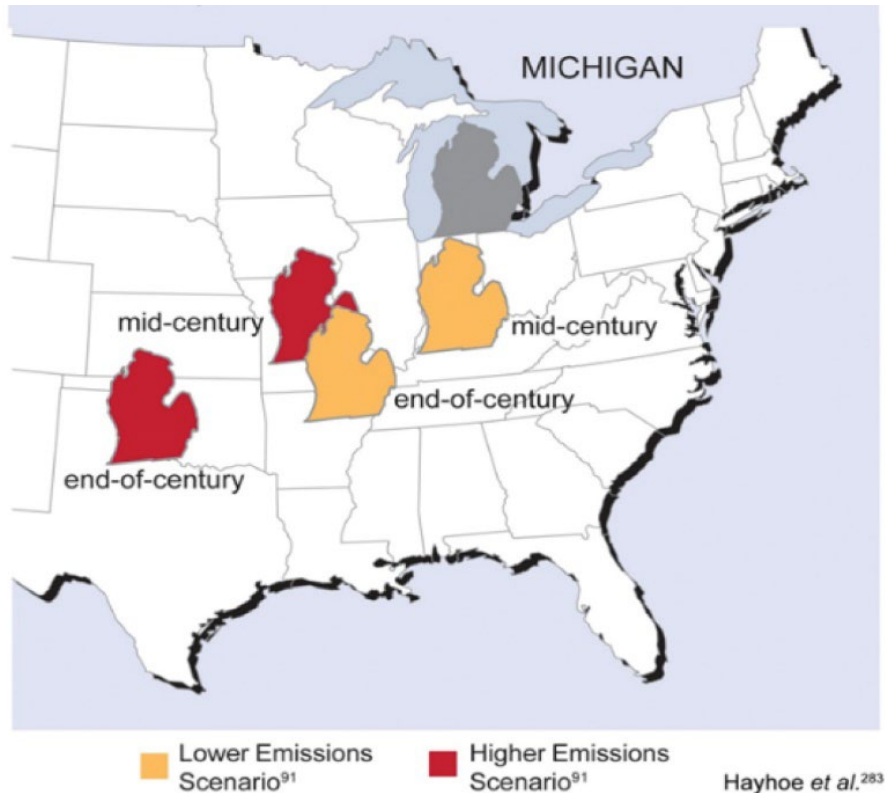 MICHIGAN
mid-century
mid-century
end-of-century
end-of-century
Lower Emissions
Scenario91
Higher Emissions
Scenario91
Hayhoe et al.283